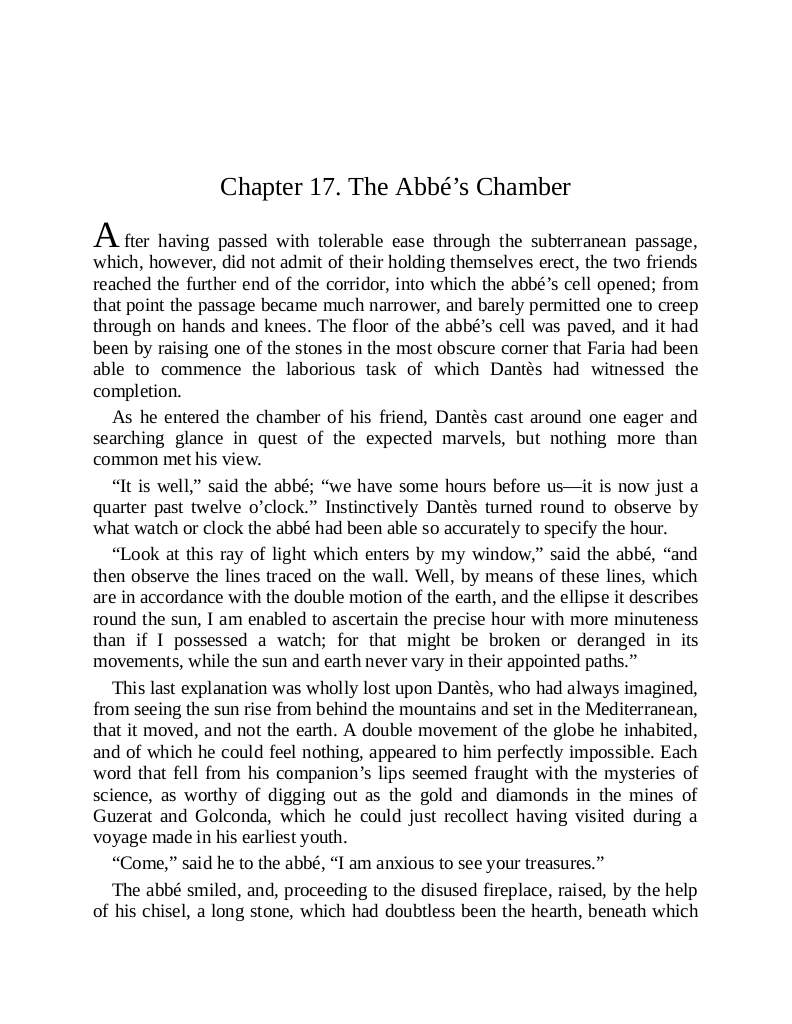 Chapter 17. The Abbé’s Chamber
After having passed with tolerable ease through the subterranean passage,
which, however, did not admit of their holding themselves erect, the two friends
reached the further end of the corridor, into which the abbé’s cell opened; from
that point the passage became much narrower, and barely permitted one to creep
through on hands and knees. The floor of the abbé’s cell was paved, and it had
been by raising one of the stones in the most obscure corner that Faria had been
able to commence the laborious task of which Dantès had witnessed the
completion.
As he entered the chamber of his friend, Dantès cast around one eager and
searching glance in quest of the expected marvels, but nothing more than
common met his view.
“It is well,” said the abbé; “we have some hours before us—it is now just a
quarter past twelve o’clock.” Instinctively Dantès turned round to observe by
what watch or clock the abbé had been able so accurately to specify the hour.
“Look at this ray of light which enters by my window,” said the abbé, “and
then observe the lines traced on the wall. Well, by means of these lines, which
are in accordance with the double motion of the earth, and the ellipse it describes
round the sun, I am enabled to ascertain the precise hour with more minuteness
than if I possessed a watch; for that might be broken or deranged in its
movements, while the sun and earth never vary in their appointed paths.”
This last explanation was wholly lost upon Dantès, who had always imagined,
from seeing the sun rise from behind the mountains and set in the Mediterranean,
that it moved, and not the earth. A double movement of the globe he inhabited,
and of which he could feel nothing, appeared to him perfectly impossible. Each
word that fell from his companion’s lips seemed fraught with the mysteries of
science, as worthy of digging out as the gold and diamonds in the mines of
Guzerat and Golconda, which he could just recollect having visited during a
voyage made in his earliest youth.
“Come,” said he to the abbé, “I am anxious to see your treasures.”
The abbé smiled, and, proceeding to the disused fireplace, raised, by the help
of his chisel, a long stone, which had doubtless been the hearth, beneath which